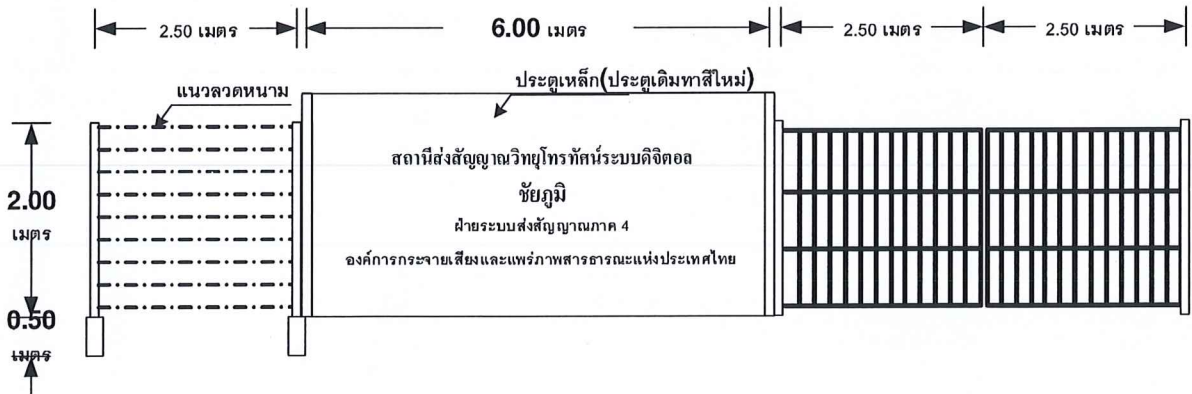 2.50 เมตร
6.00 เมตร
2.50 เมตร
2.50 เมตร
แนวลวดหนาม
ประตูเหล็ก(ประตูเดิมทาสีใหม่)
สถานีส่งสัญญาณวิทยุโทรทัศน์ระบบดิจิตอล
ชัยภูมิ
ฝ่ายระบบส่งสัญญาณภาค 4
องค์การกระจายเสียงและแพร่ภาพสาธารณะแห่งประเทศไทย
2.00
เมตร
0.50
เมตร